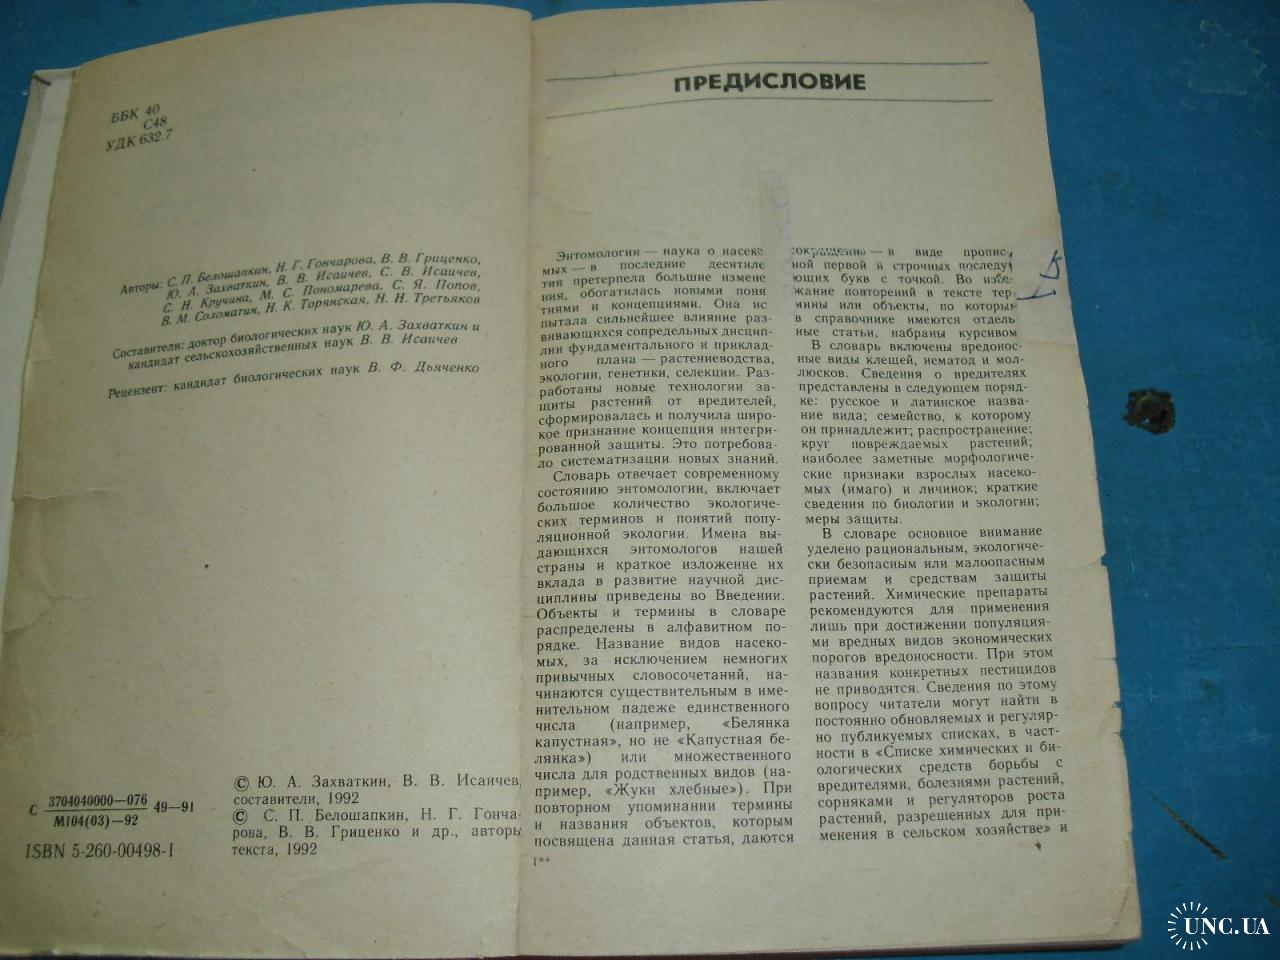 ББК 40
С48
УДК 632.7
Авторы: С. П. Белошапкин, Н. Г. Гончарова, В. В. Гриценко,
Ю. А. Захваткин, В. В. Исаичев, С. В. Исаичев,
С. Н. Кручина, М. С. Пономарева, С. Я. Попов,
В. М. Соломатин, Н. К. Торянская, Н. Н. Третьяков
Составители: доктор биологических наук Ю. А. Захваткин и
кандидат сельскохозяйственных наук В. В. Исаичев
Рецензент: кандидат биологических наук В. Ф. Дьяченко
С 3704040000—076 49—91
М104(03)—92
ISBN 5-260-00498-1
© Ю. А. Захваткин, В. В. Исаичев,
составители, 1992
© С. П. Белошапкин, Н. Г. Гонча-
рова, В. В. Гриценко и др., авторы
текста, 1992
ПРЕДИСЛОВИЕ
Энтомология — наука о насеко
мых — в последние десятиле
тия претерпела большие измене
ния, обогатилась новыми поня
тиями и концепциями. Она ис
пытала сильнейшее влияние раз-
вивающихся сопредельных дисцип-
лин фундаментального и приклад-
ного плана — растениеводства,
экологии, генетики, селекции. Раз-
работаны новые технологии за-
щиты растений от вредителей,
сформировалась и получила широ-
кое признание концепция интегри-
рованной защиты. Это потребова-
ло систематизации новых знаний.
Словарь отвечает современному
состоянию энтомологии, включает
большое количество экологиче-
ских терминов и понятий попу-
ляционной экологии. Имена вы-
дающихся энтомологов нашей
страны и краткое изложение их
вклада в развитие научной дис-
циплины приведены во Введении.
Объекты и термины в словаре
распределены в алфавитном по-
рядке. Название видов насеко-
мых, за исключением немногих
привычных словосочетаний, на-
чинаются существительным в име-
нительном падеже единственного
числа (например, «Белянка
капустная», но не «Капустная бе-
лянка») или множественного
числа для родственных видов (на-
пример, «Жуки хлебные»). При
повторном упоминании термины
и названия объектов, которым
посвящена данная статья, даются
1**
сокращенно — в виде пропис
ной первой и строчных последу
ющих букв с точкой. Во избе-
жание повторений в тексте тер-
мины или объекты, по которым
в справочнике имеются отдель
ные статьи, набраны курсивом
В словарь включены вредонос-
ные виды клещей, нематод и мол-
люсков. Сведения о вредителях
представлены в следующем поряд-
ке: русское и латинское назва-
ние вида; семейство, к которому
он принадлежит; распространение;
круг повреждаемых растений;
наиболее заметные морфологиче-
ские признаки взрослых насеко-
мых (имаго) и личинок; краткие
сведения по биологии и экологии;
меры защиты.
В словаре основное внимание
уделено рациональным, экологиче-
ски безопасным или малоопасным
приемам и средствам защиты
растений. Химические препараты
рекомендуются для применения
лишь при достижении популяция-
ми вредных видов экономических
порогов вредоносности. При этом
названия конкретных пестицидов
не приводятся. Сведения по этому
вопросу читатели могут найти в
постоянно обновляемых и регуляр-
но публикуемых списках, в част-
ности в «Списке химических и би-
ологических средств борьбы с
вредителями, болезнями растений,
сорняками и регуляторов роста
растений, разрешенных для при-
менения в сельском хозяйстве» и
UNC.UA